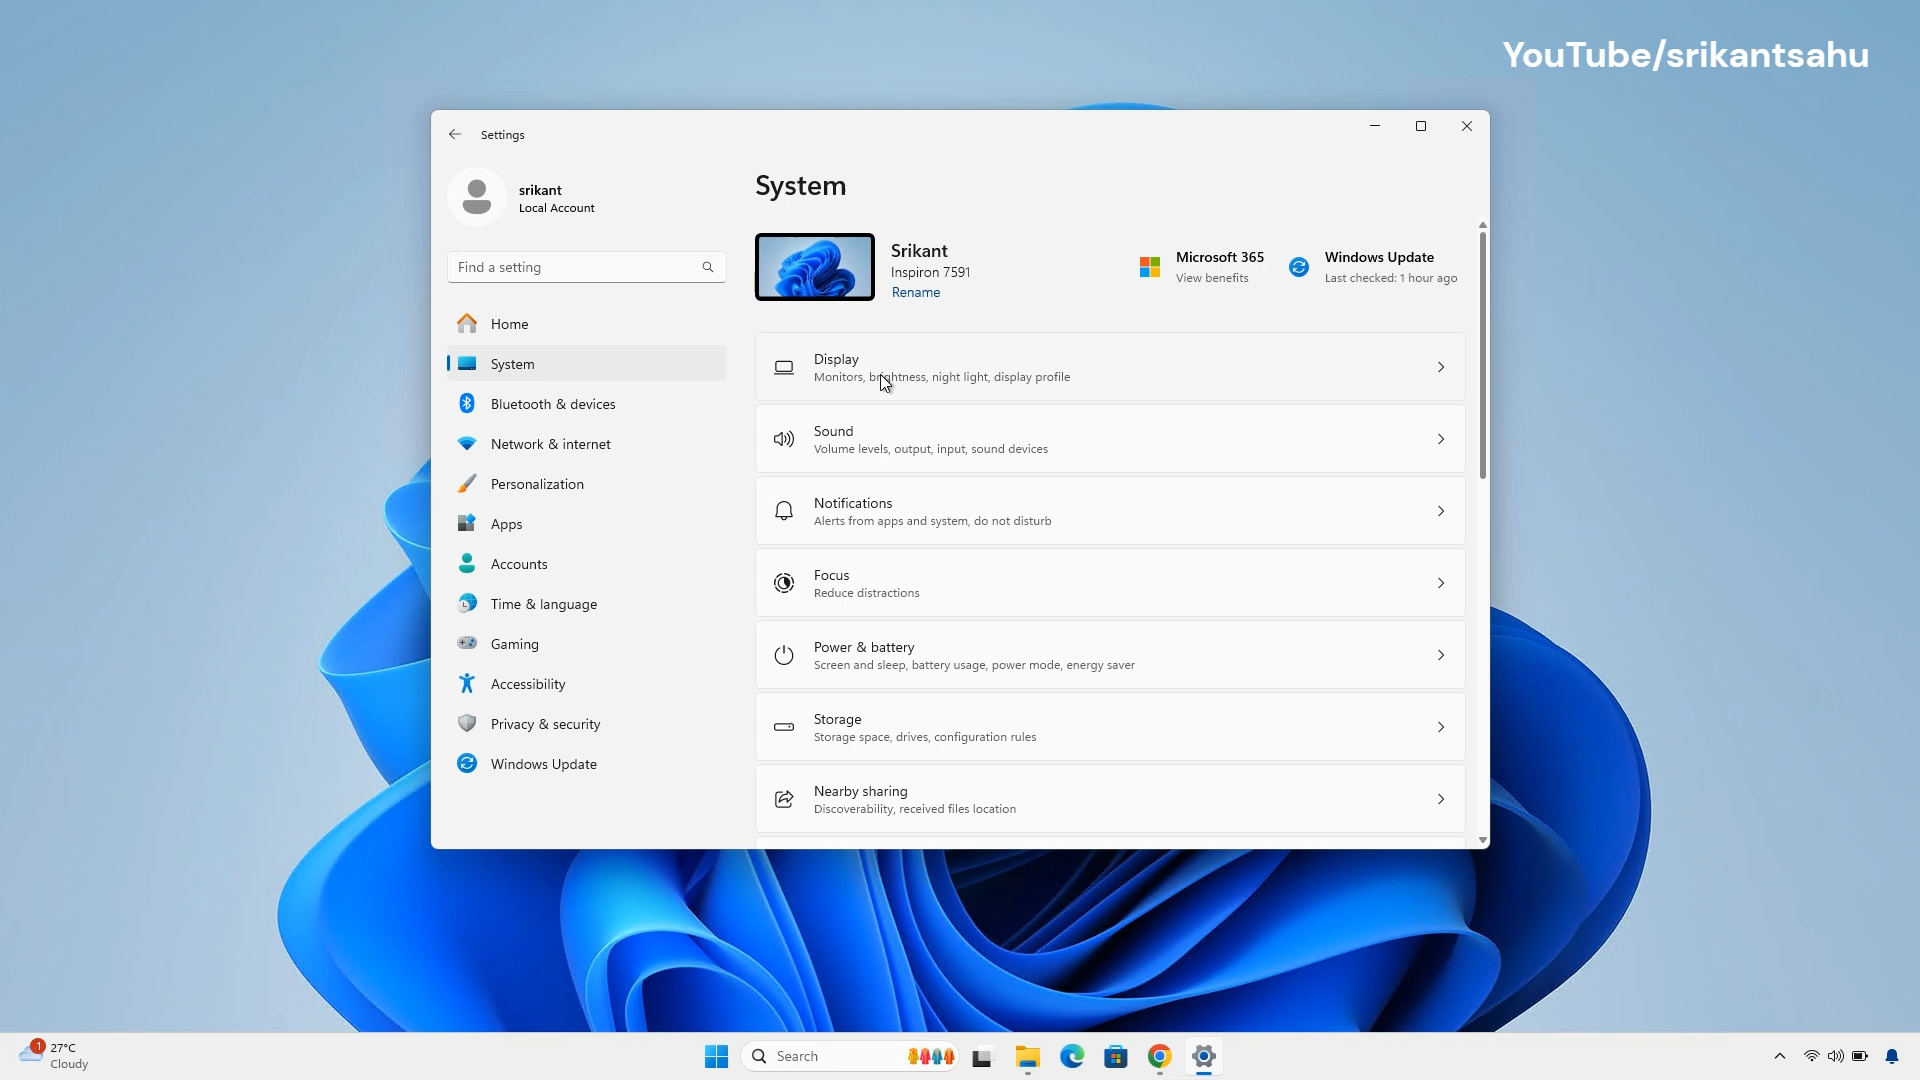 YouTube/srikantsahu
Settings
srikant
Local Account
Find a setting
Home
System
Bluetooth & devices
Network & internet
Personalization
Apps
Accounts
Time & language
Gaming
Accessibility
Privacy & security
Windows Update
System
Srikant
Inspiron 7591
Rename
Microsoft 365
View benefits
Windows Update
Last checked: 1 hour ago
Display
Monitors, brightness, night light, display profile
Sound
Volume levels, output, input, sound devices
Notifications
Alerts from apps and system, do not disturb
Focus
Reduce distractions
Power & battery
Screen and sleep, battery usage, power mode, energy saver
Storage
Storage space, drives, configuration rules
Nearby sharing
Discoverability, received files location
1
27°C
Cloudy
Search